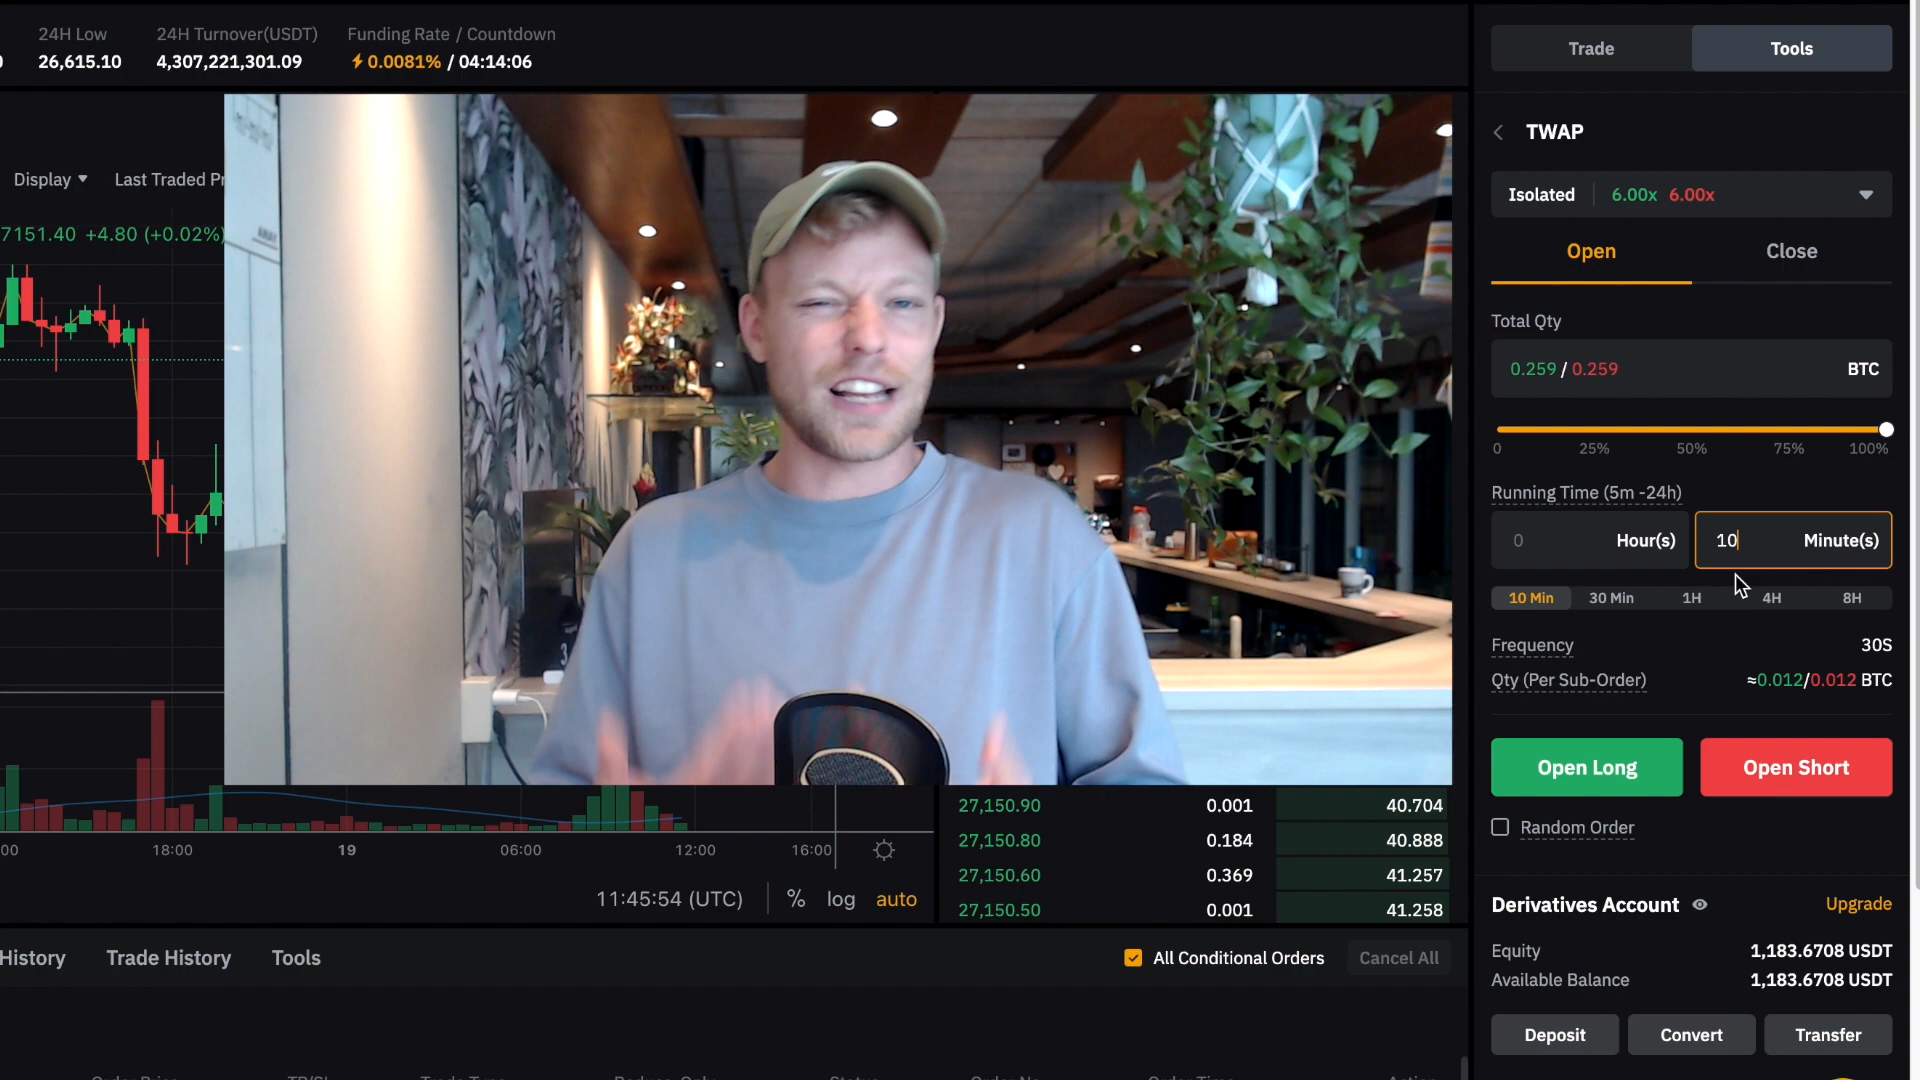 24H Low
24H Turnover(USDT)
Funding Rate / Countdown
26,615.10
4,307,221,301.09
0.0081% / 04:14:06
Trade
Tools
TWAP
Display
Last Traded Pr
Isolated
6.00x 6.00x
7151.40 +4.80 (+0.02%)
Open
Close
Total Qty
0.259 / 0.259
BTC
0
25%
50%
75%
100%
Running Time (5m -24h)
0
Hour(s)
10
Minute(s)
10 Min
30 Min
1H
4H
8H
Frequency
30S
Qty (Per Sub-Order)
≈0.012/0.012 BTC
Open Long
Open Short
Random Order
27,150.90
0.001
40.704
27,150.80
0.184
40.888
27,150.60
0.369
41.257
27,150.50
0.001
41.258
:00
18:00
19
06:00
12:00
16:00
11:45:54 (UTC)
%
log
auto
Derivatives Account
Upgrade
Equity
1,183.6708 USDT
Available Balance
1,183.6708 USDT
History
Trade History
Tools
All Conditional Orders
Cancel All
Deposit
Convert
Transfer